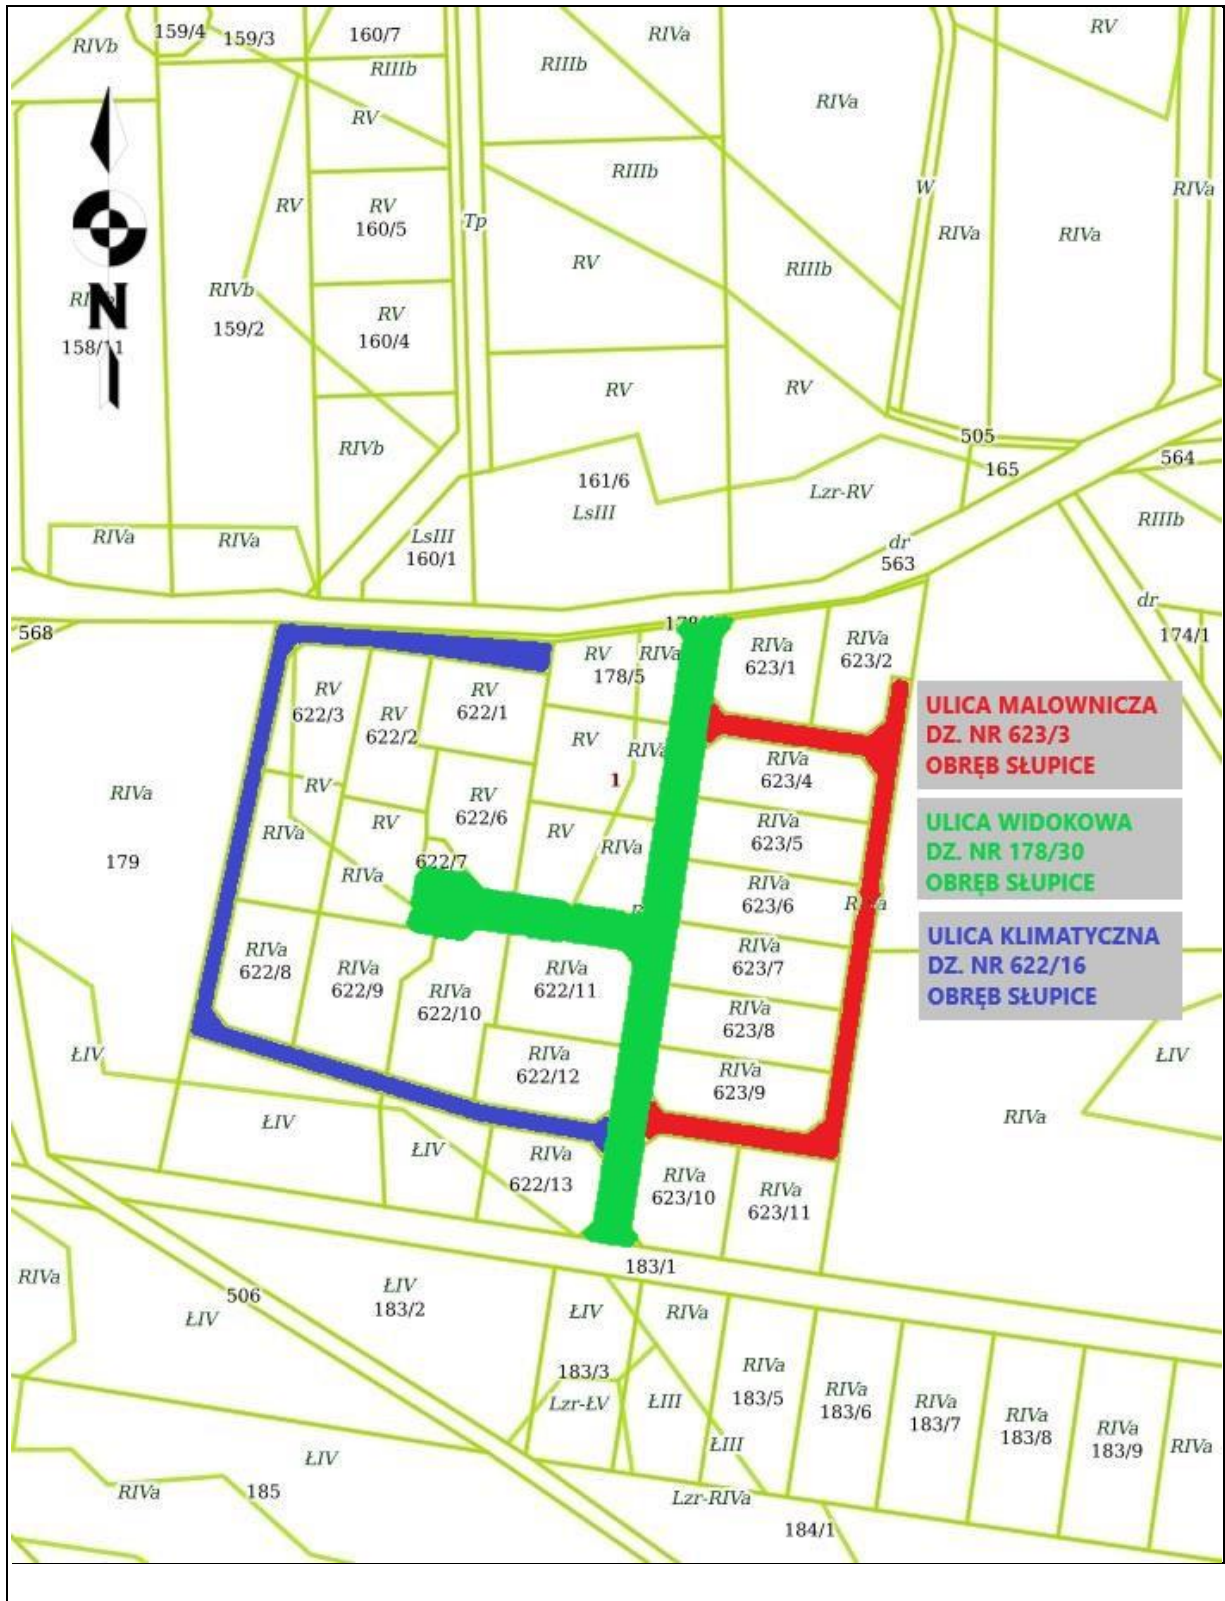 159/4
159/3
160/7
RIVa
RV
RIVb
RIIIb
RIIIb
RIVa
RV
RIIIb
W
RIVa
RV
RV
160/5
Tp
RIVa
RIVa
RV
RIIIb
RIVb
159/2
RV
160/4
N
158/11
RV
RV
RIVb
505
165
564
161/6
LsIII
Lzr-RV
RIIIb
RIVa
RIVa
LsIII
160/1
dr
563
dr
174/1
568
RV
178/5
RIVa
RIVa
623/1
RIVa
623/2
RV
622/3
RV
622/2
RV
622/1
ULICA MALOWNICZA
DZ. NR 623/3
OBRĘB SŁUPICE
RV
RIVa
1
RIVa
623/4
RIVa
179
RV
RIVa
RV
RV
622/6
RV
RIVa
RIVa
623/5
ULICA WIDOKOWA
DZ. NR 178/30
OBRĘB SŁUPICE
622/7
RIVa
RIVa
623/6
RIVa
622/8
RIVa
622/9
RIVa
622/10
RIVa
622/11
RIVa
623/7
ULICA KLIMATYCZNA
DZ. NR 622/16
OBRĘB SŁUPICE
RIVa
623/8
RIVa
622/12
RIVa
623/9
ŁIV
ŁIV
RIVa
ŁIV
ŁIV
RIVa
622/13
RIVa
623/10
RIVa
623/11
183/1
RIVa
506
ŁIV
ŁIV
183/2
ŁIV
183/3
RIVa
Lzr-ŁV
ŁIII
RIVa
183/5
RIVa
183/6
RIVa
183/7
RIVa
183/8
RIVa
183/9
RIVa
ŁIII
ŁIV
RIVa
185
Lzr-RIVa
184/1